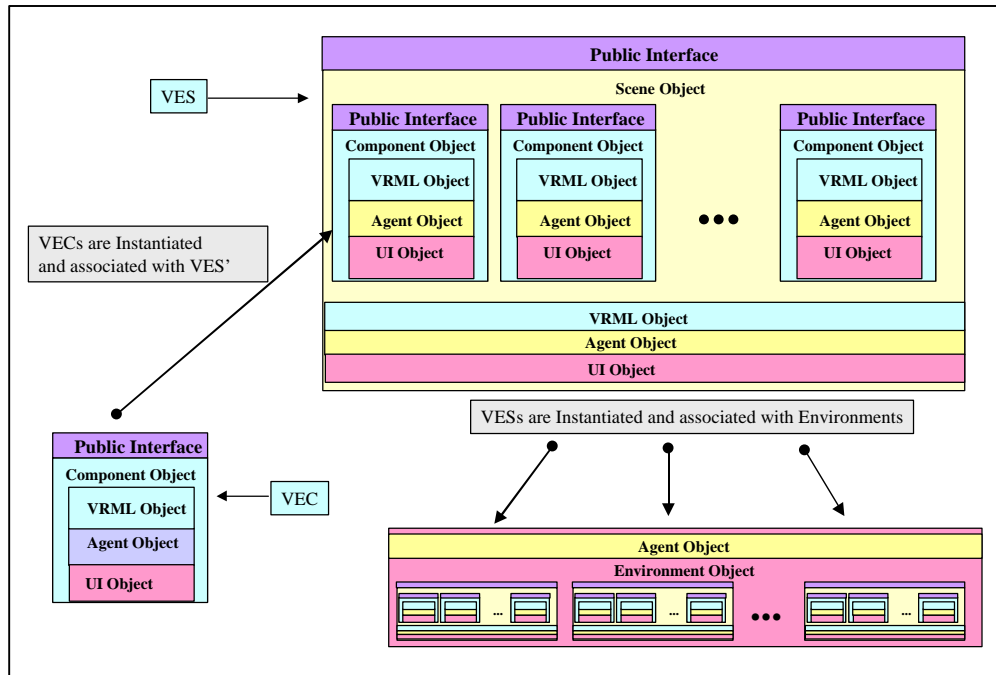 Public Interface
VES
Scene Object
Public Interface
Component Object
VRML Object
Agent Object
UI Object
Public Interface
Component Object
VRML Object
Agent Object
UI Object
•••
Public Interface
Component Object
VRML Object
Agent Object
UI Object
VECs are Instantiated
and associated with VES’
VRML Object
Agent Object
UI Object
VESs are Instantiated and associated with Environments
Public Interface
Component Object
VRML Object
Agent Object
UI Object
VEC
Agent Object
Environment Object
...
...
•••
...